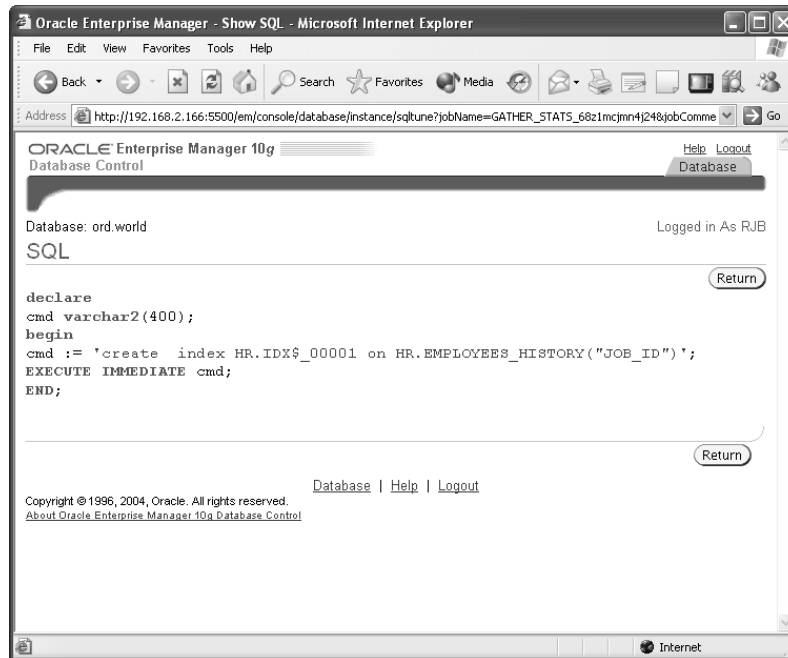 Oracle Enterprise Manager - Show SQL - Microsoft Internet Explorer
File Edit View Favorites Tools Help
Back Search Favorites Media
Address http://192.168.2.166:5500/em/console/database/instance/sqltune?jobName=GATHER_STATS_68z1mcjmn4j24&jobComme Go
ORACLE Enterprise Manager 10g
Help Logout
Database Control
Database
Database: ord.world
Logged in As RJB
SQL
Return
declare
cmd varchar2(400);
begin
cmd := 'create  index HR.IDX$_00001 on HR.EMPLOYEES_HISTORY("JOB_ID")';
EXECUTE IMMEDIATE cmd;
END;
Return
Database | Help | Logout
Copyright © 1996, 2004, Oracle. All rights reserved.
About Oracle Enterprise Manager 10g Database Control
Internet